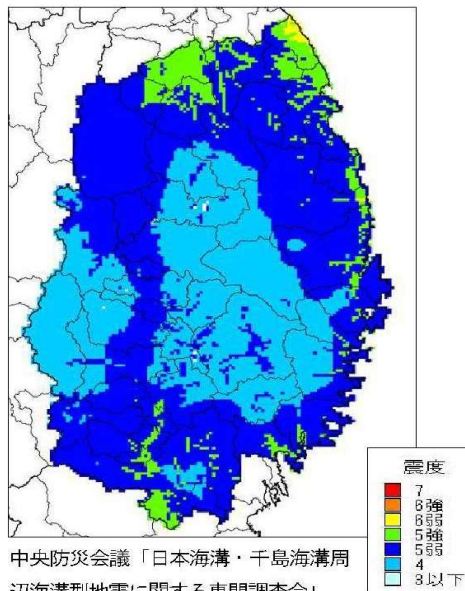 震度
7
6強
6弱
5強
5弱
4
3以下
中央防災会議「日本海溝・千島海溝周
辺海溝型地震に関する専門調査会」